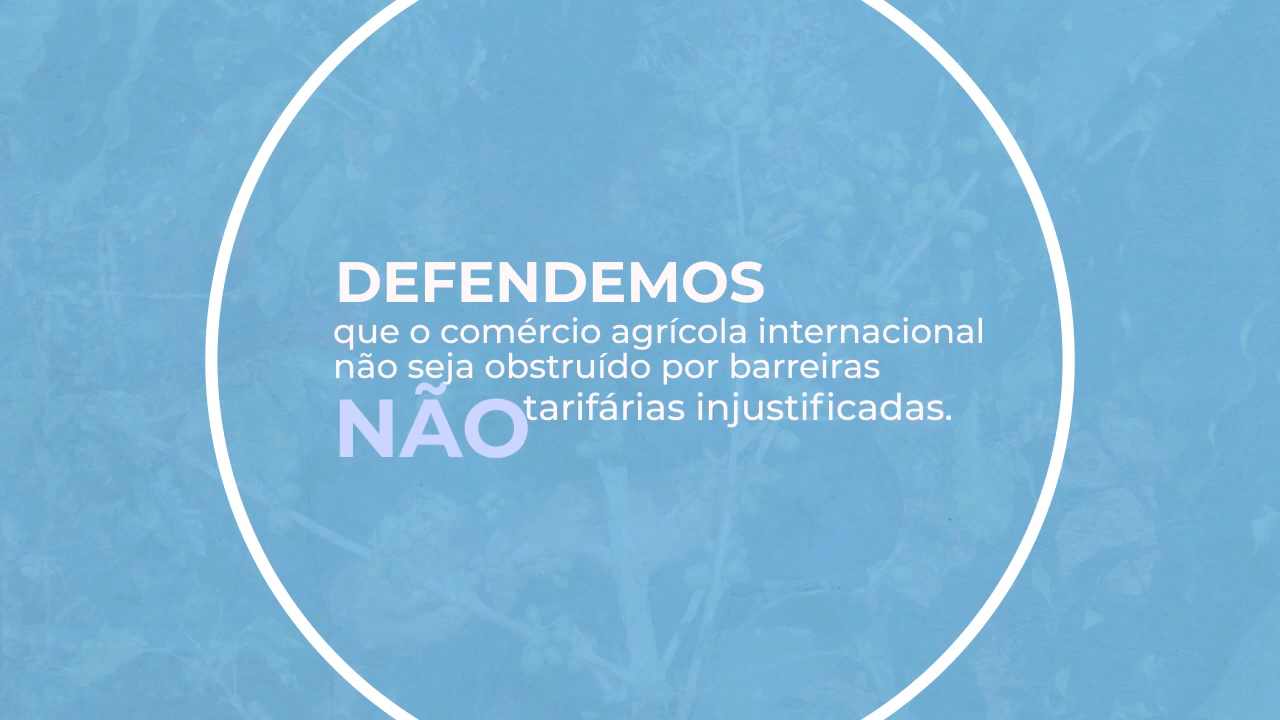 DEFENDEMOS
que o comércio agrícola internacional
não seja obstruído por barreiras
NÃO tarifárias injustificadas.